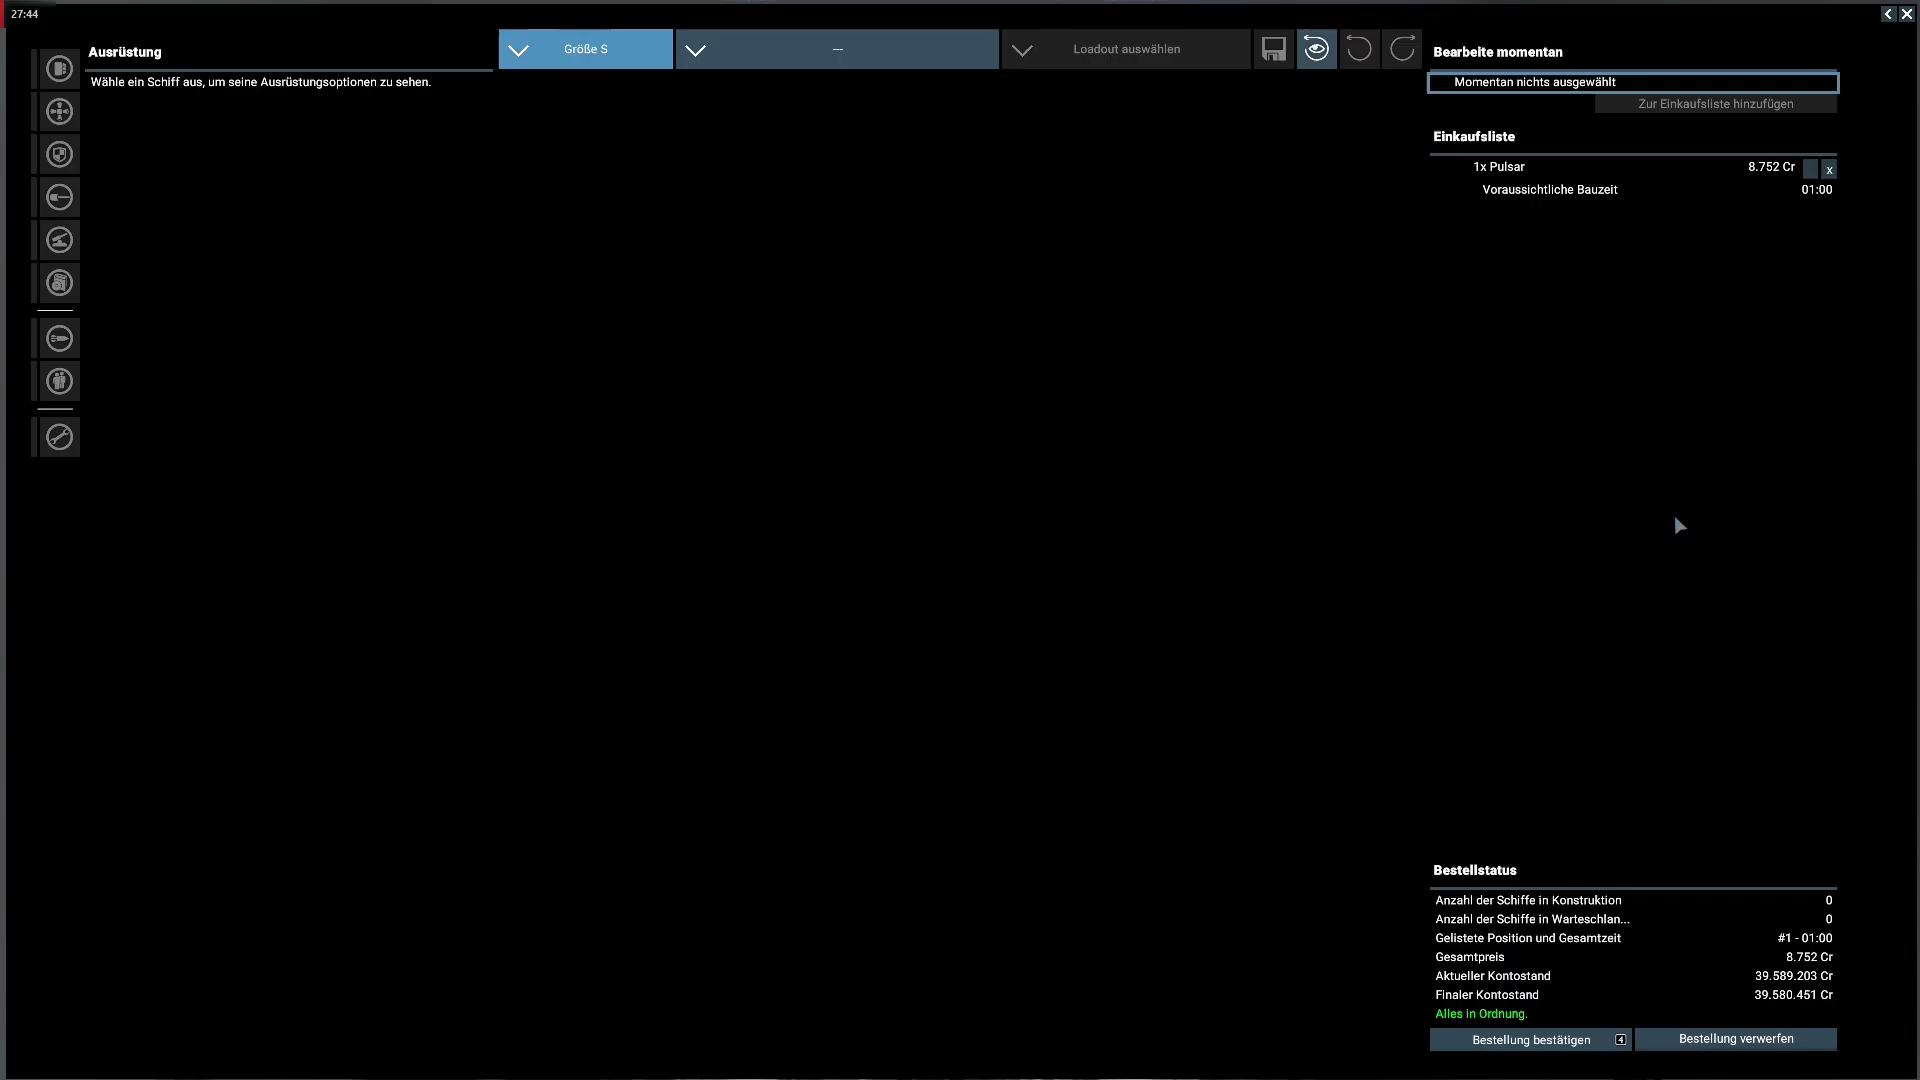 27:44
Ausrüstung
Wähle ein Schiff aus, um seine Ausrüstungsoptionen zu sehen.
Größe S
---
Loadout auswählen
Bearbeite momentan
Momentan nichts ausgewählt
Zur Einkaufsliste hinzufügen
Einkaufsliste
1x Pulsar 8.752 Cr x
Voraussichtliche Bauzeit 01:00
Bestellstatus
Anzahl der Schiffe in Konstruktion 0
Anzahl der Schiffe in Warteschlan... 0
Gelistete Position und Gesamtzeit #1 - 01:00
Gesamtpreis 8.752 Cr
Aktueller Kontostand 39.589.203 Cr
Finaler Kontostand 39.580.451 Cr
Alles in Ordnung.
Bestellung bestätigen 4
Bestellung verwerfen